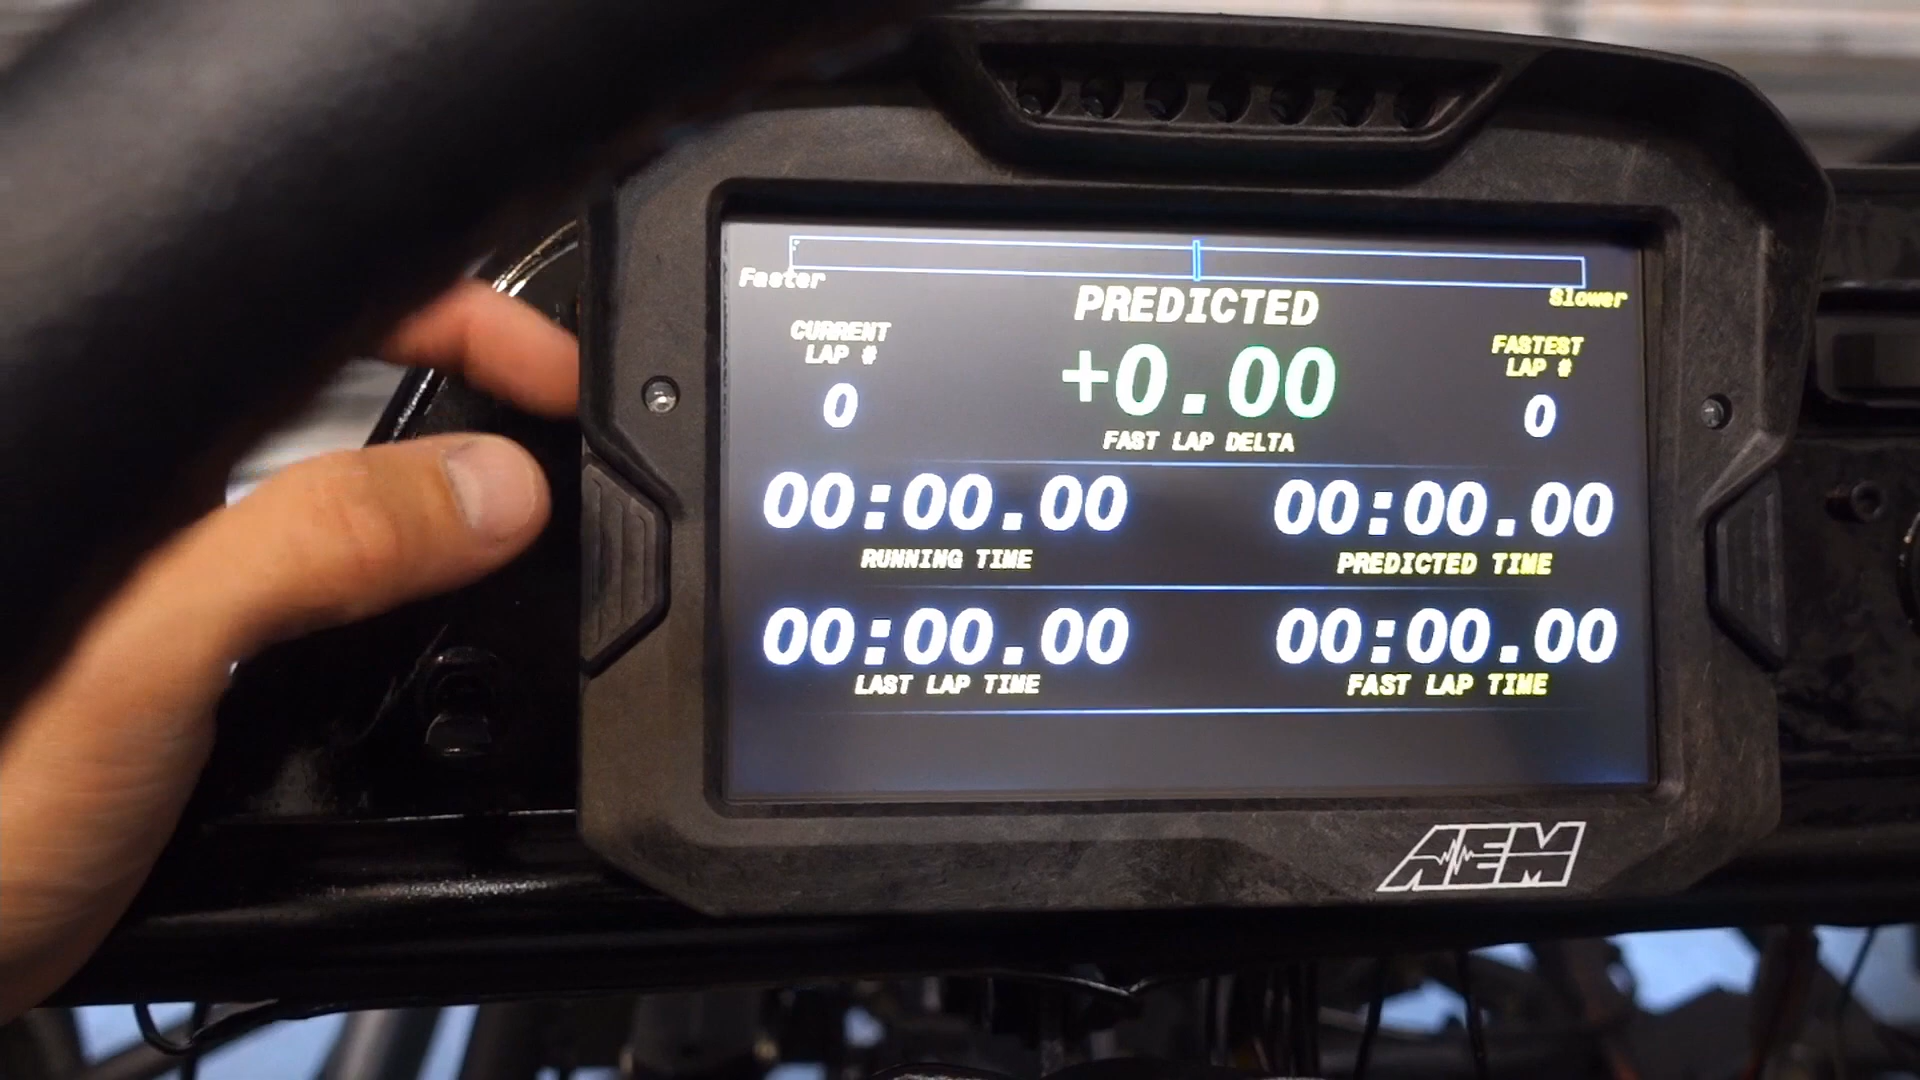 Faster
Slower
PREDICTED
CURRENT
LAP #
0
+0.00
FAST LAP DELTA
FASTEST
LAP #
0
00:00.00
RUNNING TIME
00:00.00
PREDICTED TIME
00:00.00
LAST LAP TIME
00:00.00
FAST LAP TIME
AEM